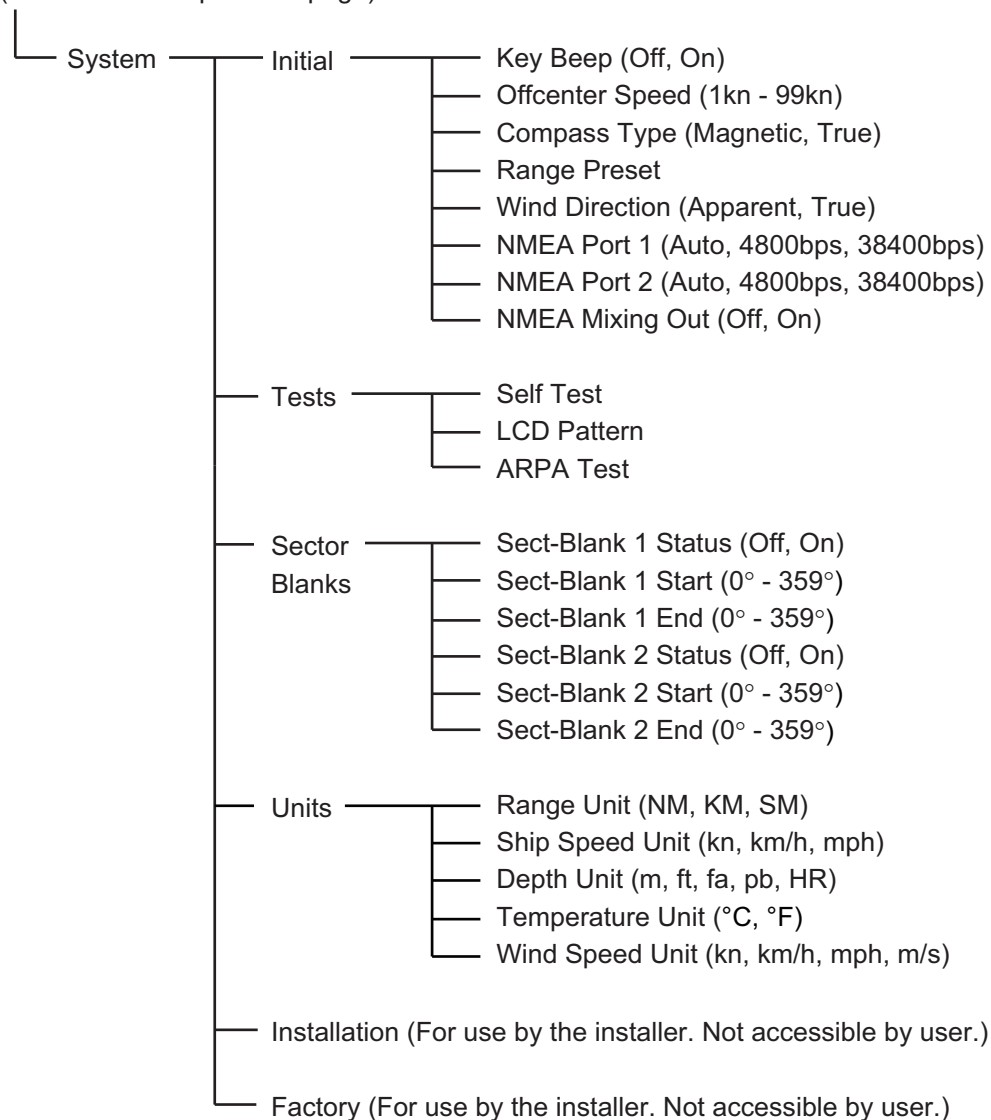 System
Initial
Key Beep (Off, On)
Offcenter Speed (1kn - 99kn)
Compass Type (Magnetic, True)
Range Preset
Wind Direction (Apparent, True)
NMEA Port 1 (Auto, 4800bps, 38400bps)
NMEA Port 2 (Auto, 4800bps, 38400bps)
NMEA Mixing Out (Off, On)
Tests
Self Test
LCD Pattern
ARPA Test
Sector
Blanks
Sect-Blank 1 Status (Off, On)
Sect-Blank 1 Start (0° - 359°)
Sect-Blank 1 End (0° - 359°)
Sect-Blank 2 Status (Off, On)
Sect-Blank 2 Start (0° - 359°)
Sect-Blank 2 End (0° - 359°)
Units
Range Unit (NM, KM, SM)
Ship Speed Unit (kn, km/h, mph)
Depth Unit (m, ft, fa, pb, HR)
Temperature Unit (°C, °F)
Wind Speed Unit (kn, km/h, mph, m/s)
Installation (For use by the installer. Not accessible by user.)
Factory (For use by the installer. Not accessible by user.)